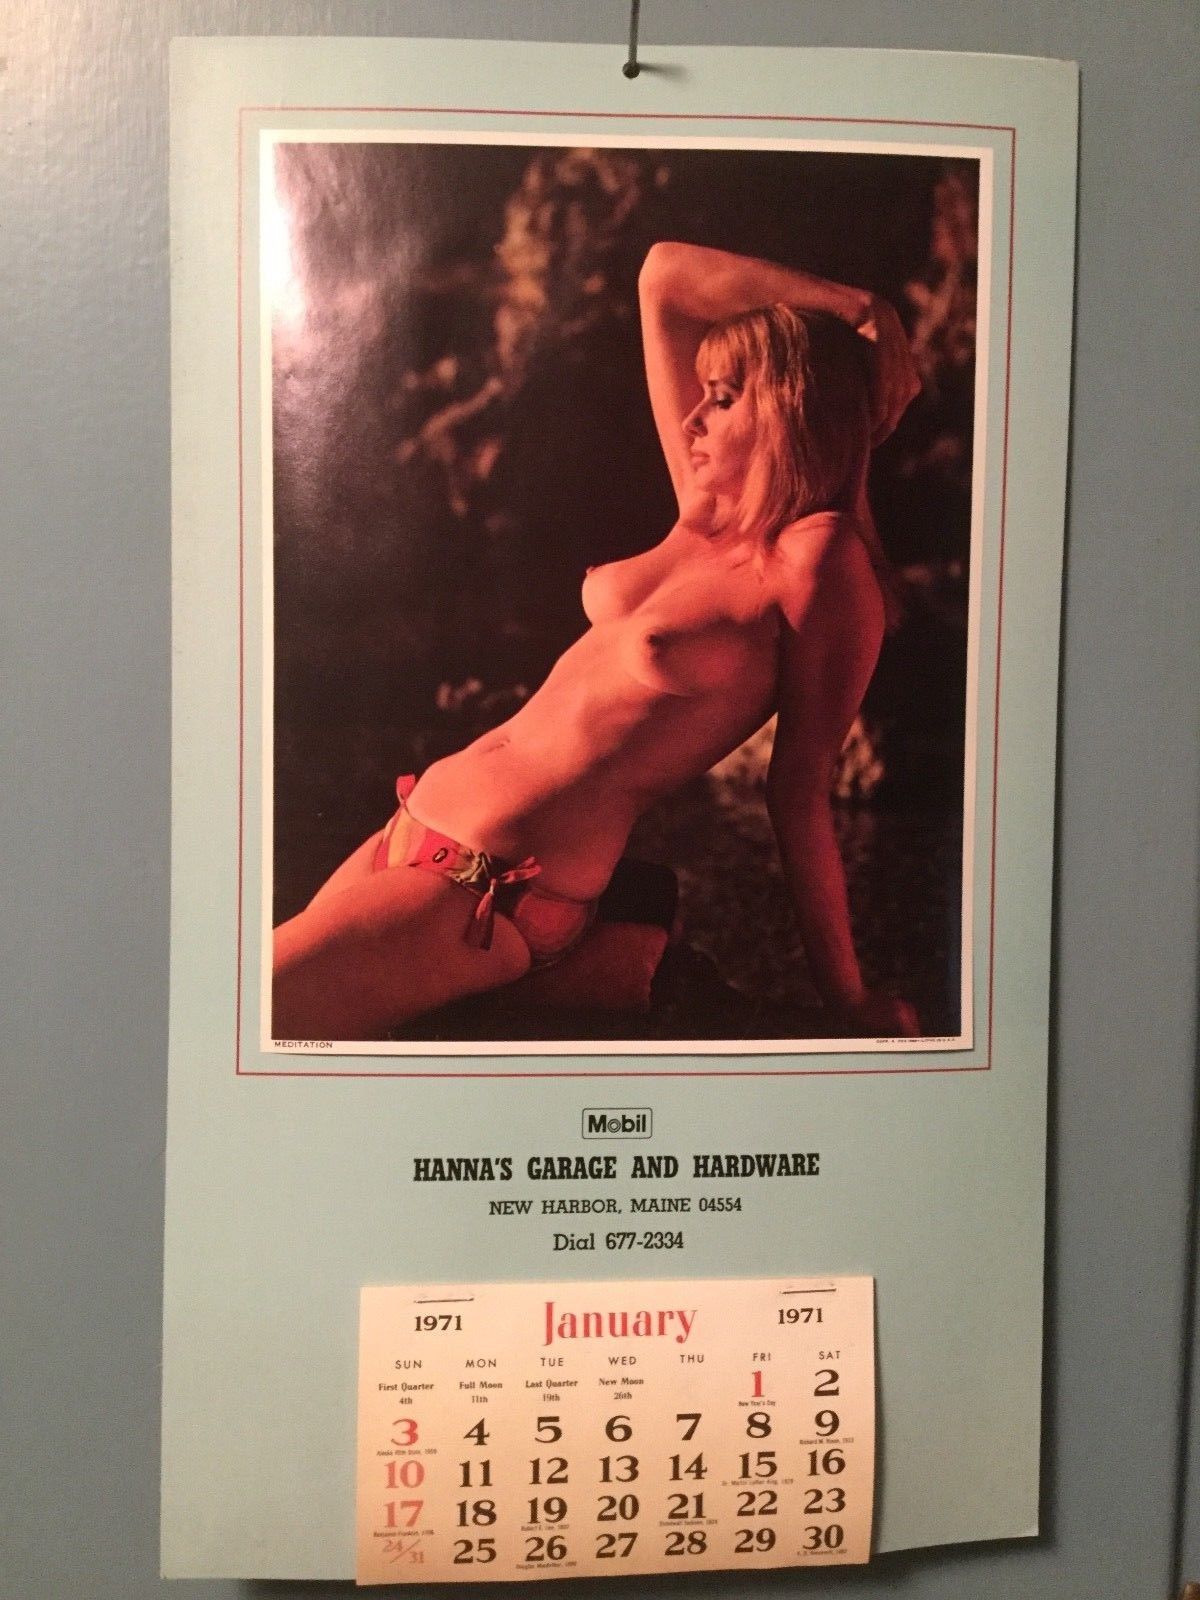 MEDITATION
Mobil
HANNA'S GARAGE AND HARDWARE
NEW HARBOR, MAINE 04554
Dial 677-2334
1971 January 1971
SUN MON TUE WED THU FRI SAT
First Quarter 4th Full Moon 11th Last Quarter 19th New Moon 26th 1 2
New Year's Day
3 4 5 6 7 8 9
10 11 12 13 14 15 16
17 18 19 20 21 22 23
24/31 25 26 27 28 29 30